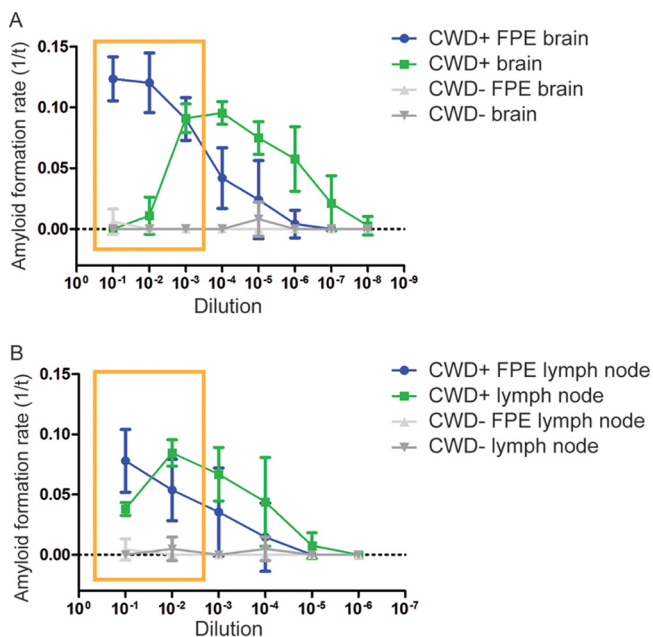 A
0.15
0.10
0.05
0.00
Amyloid formation rate (1/t)
10⁰ 10⁻¹ 10⁻² 10⁻³ 10⁻⁴ 10⁻⁵ 10⁻⁶ 10⁻⁷ 10⁻⁸ 10⁻⁹
Dilution
CWD+ FPE brain
CWD+ brain
CWD- FPE brain
CWD- brain
B
0.15
0.10
0.05
0.00
Amyloid formation rate (1/t)
10⁰ 10⁻¹ 10⁻² 10⁻³ 10⁻⁴ 10⁻⁵ 10⁻⁶ 10⁻⁷
Dilution
CWD+ FPE lymph node
CWD+ lymph node
CWD- FPE lymph node
CWD- lymph node